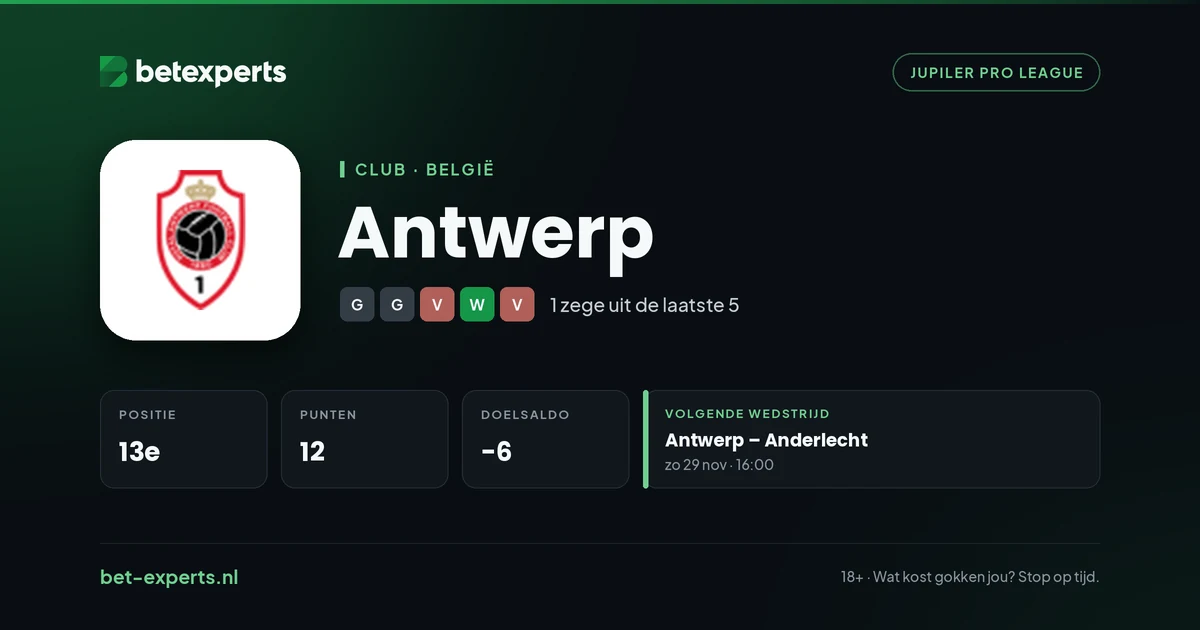 betexperts
JUPILER PRO LEAGUE
CLUB · BELGIË
Antwerp
G G V W V 1 zege uit de laatste 5
1
POSITIE
13e
PUNTEN
12
DOELSALDO
-6
VOLGENDE WEDSTRIJD
Antwerp – Anderlecht
zo 29 nov · 16:00
bet-experts.nl
18+ · Wat kost gokken jou? Stop op tijd.